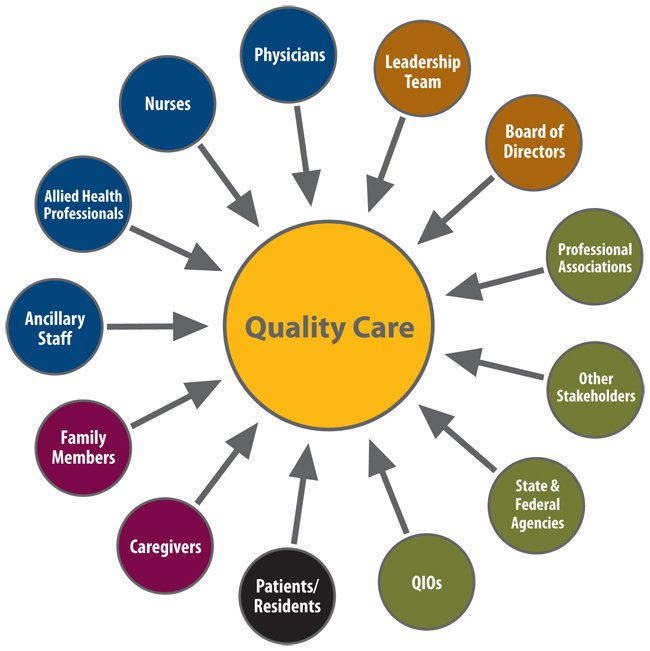 Physicians
Leadership
Team
Board of
Directors
Professional
Associations
Other
Stakeholders
State &
Federal
Agencies
QIOs
Patients/
Residents
Caregivers
Family
Members
Ancillary
Staff
Allied Health
Professionals
Nurses
Quality Care